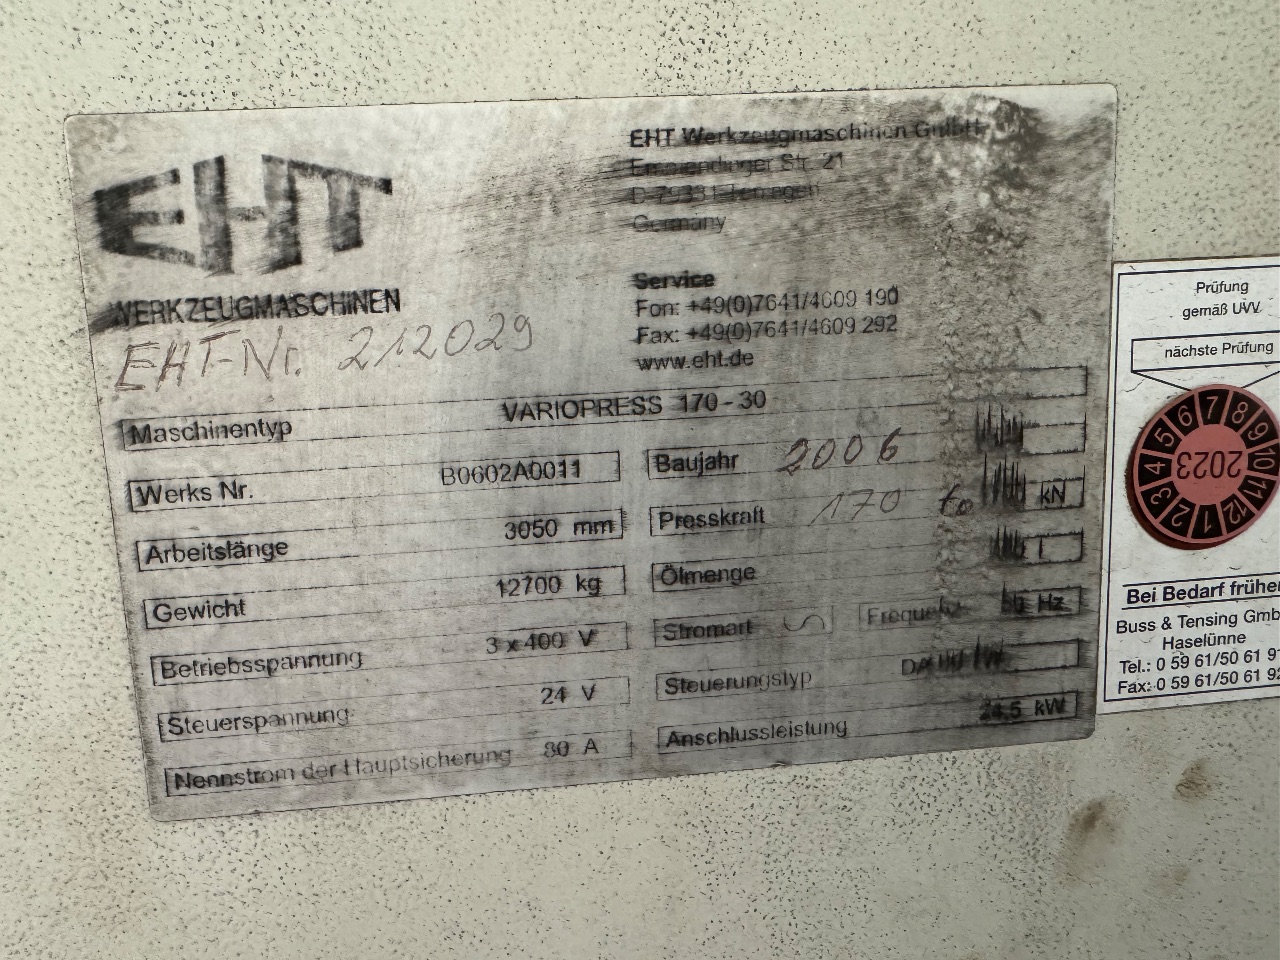 EHT
WERKZEUGMASCHINEN
EHT-Nr. 212029
EHT Werkzeugmaschinen GmbH
Str. 21
Germany
Service
Fon: +49(0)7641/4609 190
Fax: +49(0)7641/4609 292
www.eht.de
Maschinentyp VARIOPRESS 170 - 30
Werks Nr. B0602A0011 Baujahr 2006
Arbeitslänge 3050 mm Presskraft 170 to kN
Gewicht 12700 kg Ölmenge l
Betriebsspannung 3 x 400 V Stromart Frequenz Hz
Steuerspannung 24 V Steuerungstyp
Nennstrom der Hauptsicherung 80 A Anschlussleistung 24,5 kW
Prüfung
gemäß UVV
nächste Prüfung
1 2 3 4 5 6 7 8 9 10 11 12
2023
Bei Bedarf früher
Buss & Tensing Gmb
Haselünne
Tel.: 0 59 61/50 61 91
Fax: 0 59 61/50 61 92